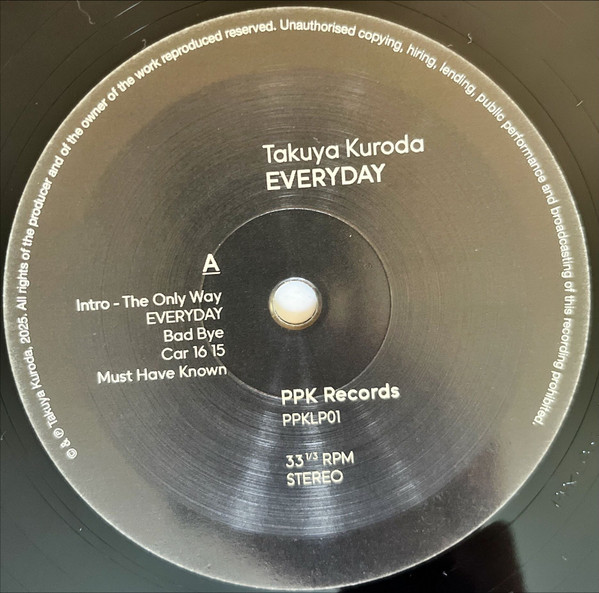 © & ℗ Takuya Kuroda, 2025. All rights of the producer and of the owner of the work reproduced reserved. Unauthorised copying, hiring, lending, public performance and broadcasting of this recording prohibited.
Takuya Kuroda
EVERYDAY
A
Intro - The Only Way
EVERYDAY
Bad Bye
Car 16 15
Must Have Known
PPK Records
PPKLP01
33 1/3 RPM
STEREO